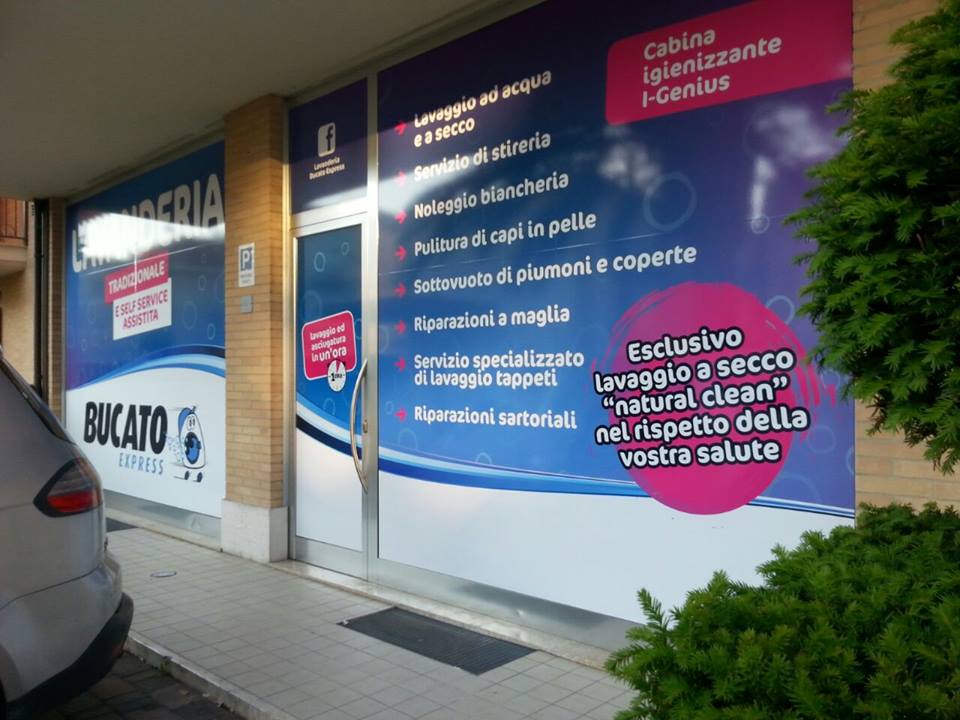 LAVANDERIA
TRADIZIONALE
E SELF SERVICE
ASSISTITA
BUCATO
EXPRESS
P
f
Lavanderia
Bucato Express
lavaggio ed
asciugatura
in un'ora
Cabina
igienizzante
I-Genius
Lavaggio ad acqua
e a secco
Servizio di stireria
Noleggio biancheria
Pulitura di capi in pelle
Sottovuoto di piumoni e coperte
Riparazioni a maglia
Servizio specializzato
di lavaggio tappeti
Riparazioni sartoriali
Esclusivo
lavaggio a secco
“natural clean”
nel rispetto della
vostra salute